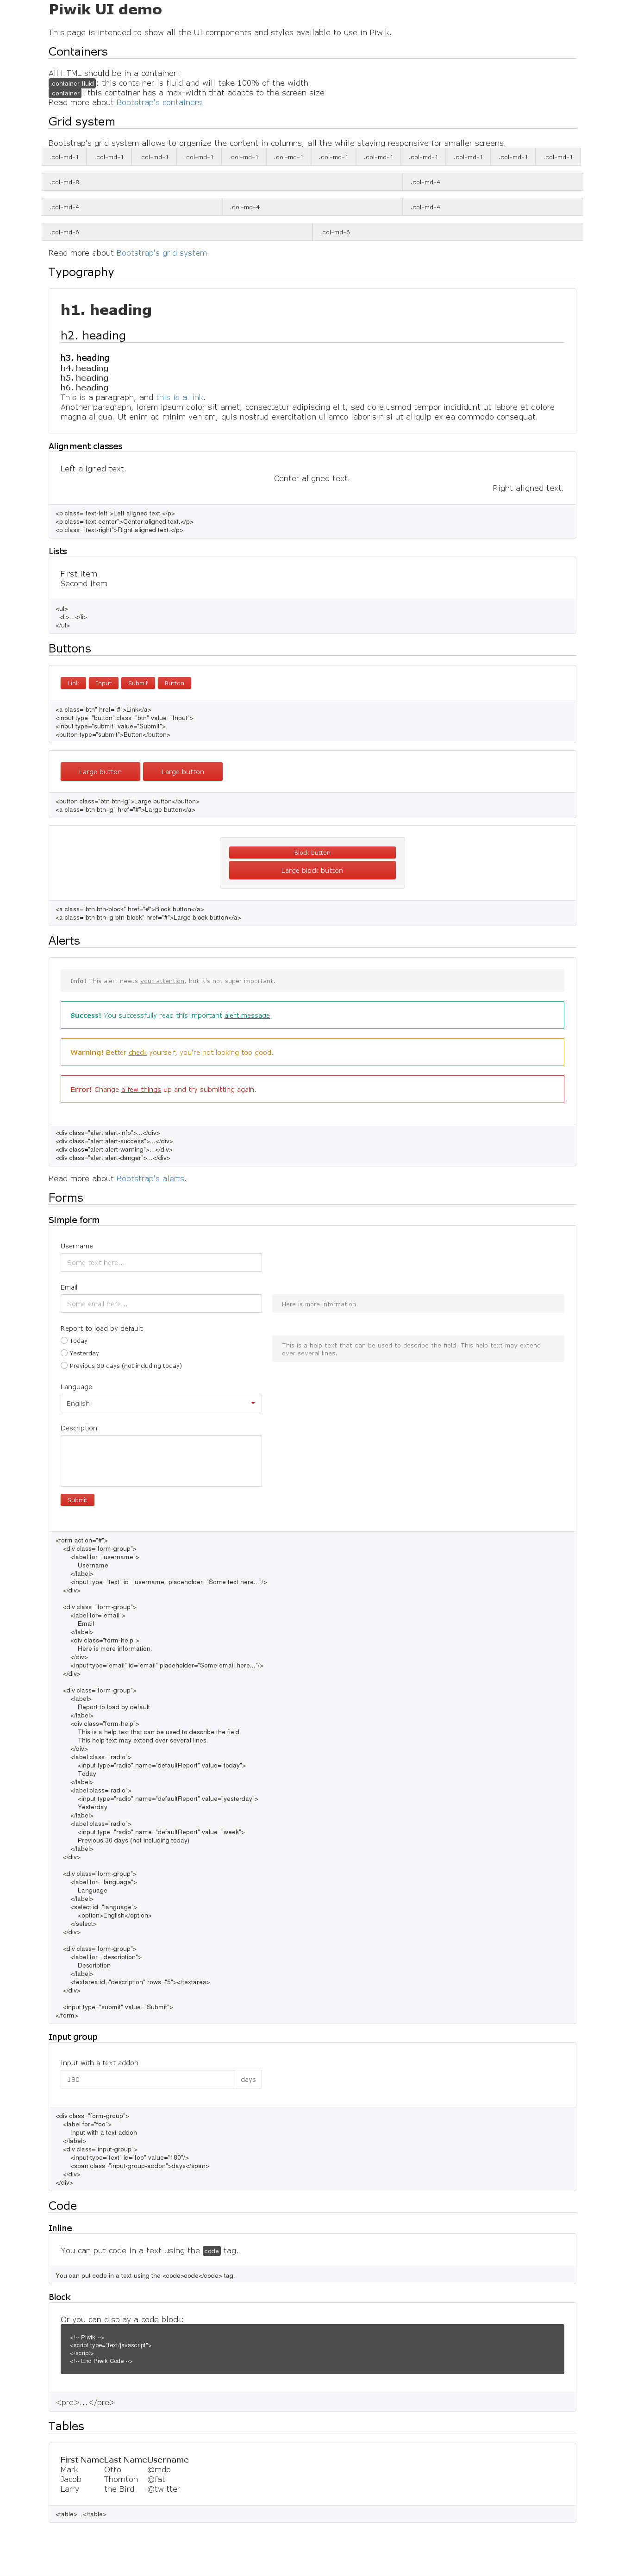 Piwik UI demo
This page is intended to show all the UI components and styles available to use in Piwik.
Containers
All HTML should be in a container:
.container-fluid : this container is fluid and will take 100% of the width
.container : this container has a max-width that adapts to the screen size
Read more about Bootstrap's containers.
Grid system
Bootstrap's grid system allows to organize the content in columns, all the while staying responsive for smaller screens.
.col-md-1 .col-md-1 .col-md-1 .col-md-1 .col-md-1 .col-md-1 .col-md-1 .col-md-1 .col-md-1 .col-md-1 .col-md-1 .col-md-1
.col-md-8 .col-md-4
.col-md-4 .col-md-4 .col-md-4
.col-md-6 .col-md-6
Read more about Bootstrap's grid system.
Typography
h1. heading
h2. heading
h3. heading
h4. heading
h5. heading
h6. heading
This is a paragraph, and this is a link.
Another paragraph, lorem ipsum dolor sit amet, consectetur adipiscing elit, sed do eiusmod tempor incididunt ut labore et dolore
magna aliqua. Ut enim ad minim veniam, quis nostrud exercitation ullamco laboris nisi ut aliquip ex ea commodo consequat.
Alignment classes
Left aligned text.
Center aligned text.
Right aligned text.
<p class="text-left">Left aligned text.</p>
<p class="text-center">Center aligned text.</p>
<p class="text-right">Right aligned text.</p>
Lists
First item
Second item
<ul>
<li>...</li>
</ul>
Buttons
Link Input Submit Button
<a class="btn" href="#">Link</a>
<input type="button" class="btn" value="Input">
<input type="submit" value="Submit">
<button type="submit">Button</button>
Large button Large button
<button class="btn btn-lg">Large button</button>
<a class="btn btn-lg" href="#">Large button</a>
Block button
Large block button
<a class="btn btn-block" href="#">Block button</a>
<a class="btn btn-lg btn-block" href="#">Large block button</a>
Alerts
Info! This alert needs your attention, but it's not super important.
Success! You successfully read this important alert message.
Warning! Better check yourself, you're not looking too good.
Error! Change a few things up and try submitting again.
<div class="alert alert-info">...</div>
<div class="alert alert-success">...</div>
<div class="alert alert-warning">...</div>
<div class="alert alert-danger">...</div>
Read more about Bootstrap's alerts.
Forms
Simple form
Username
Some text here...
Email
Some email here...
Here is more information.
Report to load by default
Today
Yesterday
Previous 30 days (not including today)
This is a help text that can be used to describe the field. This help text may extend
over several lines.
Language
English
Description
Submit
<form action="#">
<div class="form-group">
<label for="username">
Username
</label>
<input type="text" id="username" placeholder="Some text here..."/>
</div>
<div class="form-group">
<label for="email">
Email
</label>
<div class="form-help">
Here is more information.
</div>
<input type="email" id="email" placeholder="Some email here..."/>
</div>
<div class="form-group">
<label>
Report to load by default
</label>
<div class="form-help">
This is a help text that can be used to describe the field.
This help text may extend over several lines.
</div>
<label class="radio">
<input type="radio" name="defaultReport" value="today">
Today
</label>
<label class="radio">
<input type="radio" name="defaultReport" value="yesterday">
Yesterday
</label>
<label class="radio">
<input type="radio" name="defaultReport" value="week">
Previous 30 days (not including today)
</label>
</div>
<div class="form-group">
<label for="language">
Language
</label>
<select id="language">
<option>English</option>
</select>
</div>
<div class="form-group">
<label for="description">
Description
</label>
<textarea id="description" rows="5"></textarea>
</div>
<input type="submit" value="Submit">
</form>
Input group
Input with a text addon
180 days
<div class="form-group">
<label for="foo">
Input with a text addon
</label>
<div class="input-group">
<input type="text" id="foo" value="180"/>
<span class="input-group-addon">days</span>
</div>
</div>
Code
Inline
You can put code in a text using the code tag.
You can put code in a text using the <code>code</code> tag.
Block
Or you can display a code block:
<!-- Piwik -->
<script type="text/javascript">
</script>
<!-- End Piwik Code -->
<pre>...</pre>
Tables
First Name Last Name Username
Mark Otto @mdo
Jacob Thornton @fat
Larry the Bird @twitter
<table>...</table>